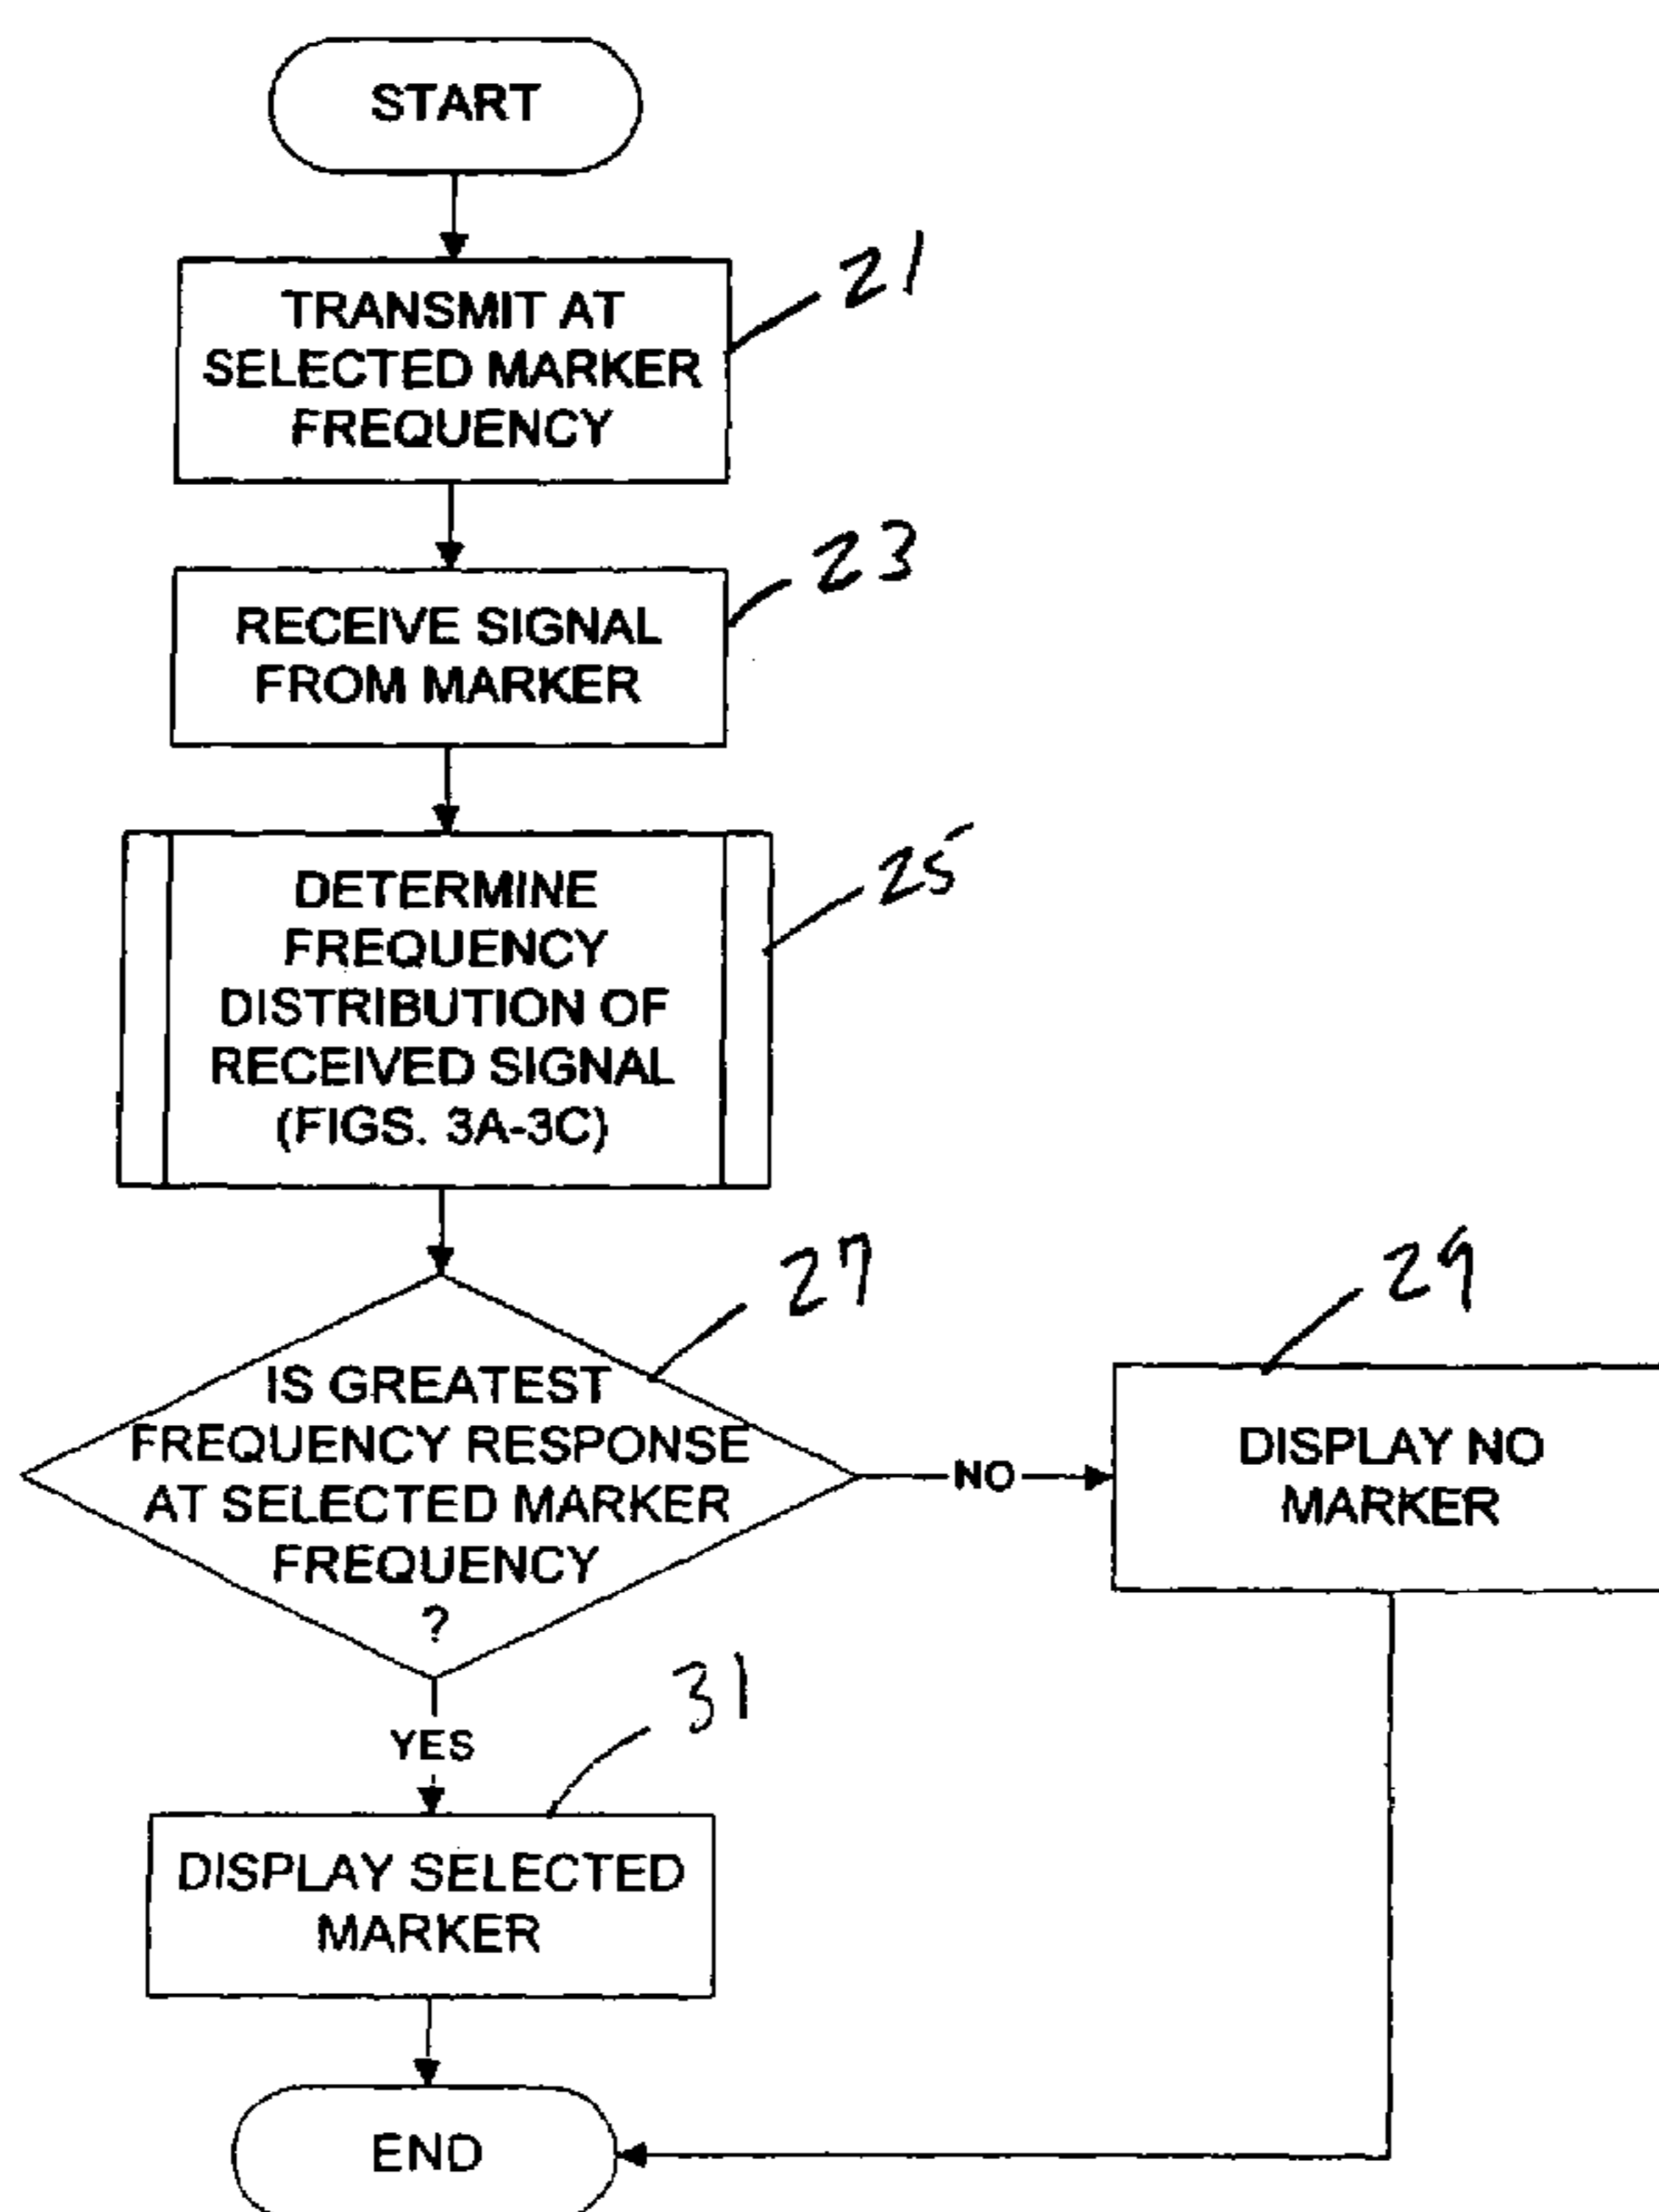 START
TRANSMIT AT
SELECTED MARKER
FREQUENCY
21
RECEIVE SIGNAL
FROM MARKER
23
DETERMINE
FREQUENCY
DISTRIBUTION OF
RECEIVED SIGNAL
(FIGS. 3A-3C)
25
IS GREATEST
FREQUENCY RESPONSE
AT SELECTED MARKER
FREQUENCY
?
27
NO
DISPLAY NO
MARKER
29
YES
DISPLAY SELECTED
MARKER
31
END